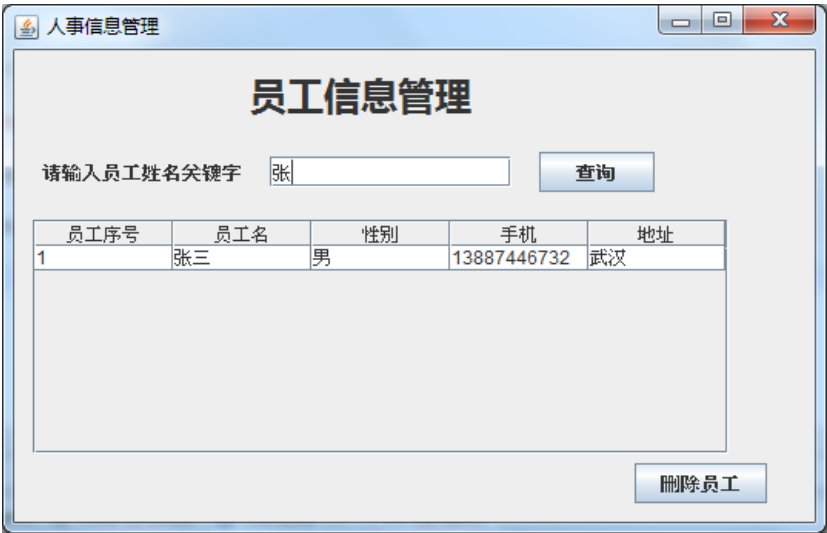 人事信息管理
员工信息管理
请输入员工姓名关键字 张 查询
员工序号 员工名 性别 手机 地址
1 张三 男 13887446732 武汉
删除员工